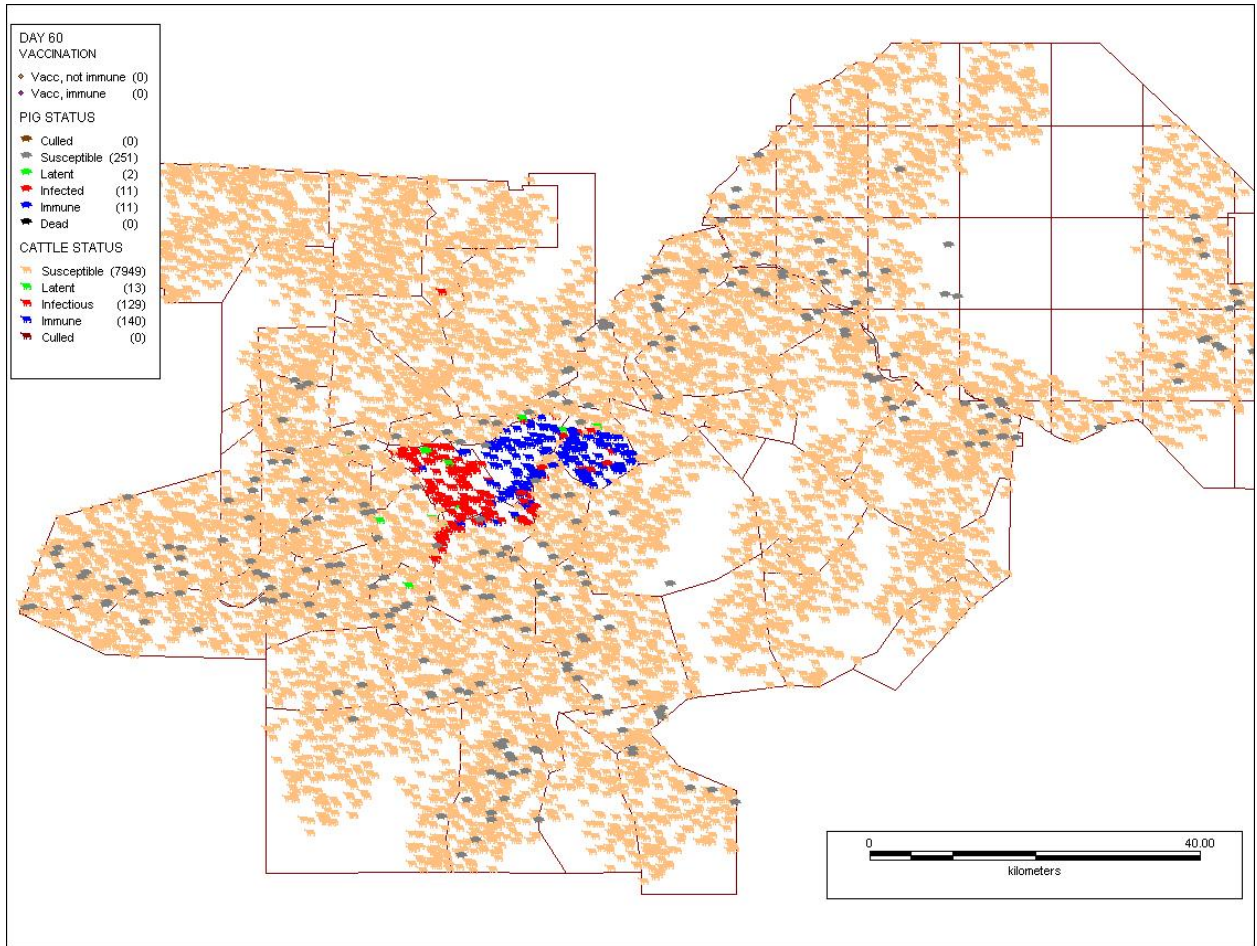 DAY 60
VACCINATION
Vacc, not immune (0)
Vacc, immune (0)
PIG STATUS
Culled (0)
Susceptible (251)
Latent (2)
Infected (11)
Immune (11)
Dead (0)
CATTLE STATUS
Susceptible (7949)
Latent (13)
Infectious (129)
Immune (140)
Culled (0)
0 40.00
kilometers